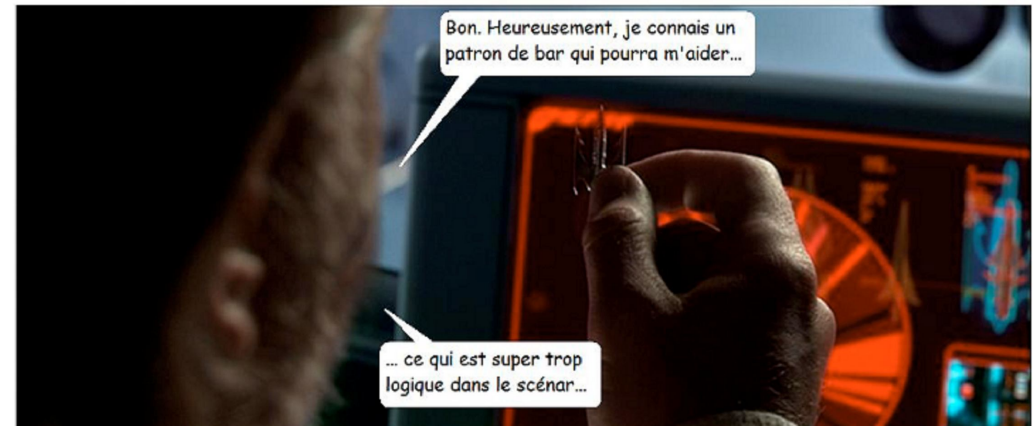 Bon. Heureusement, je connais un
patron de bar qui pourra m'aider...
... ce qui est super trop
logique dans le scénar...